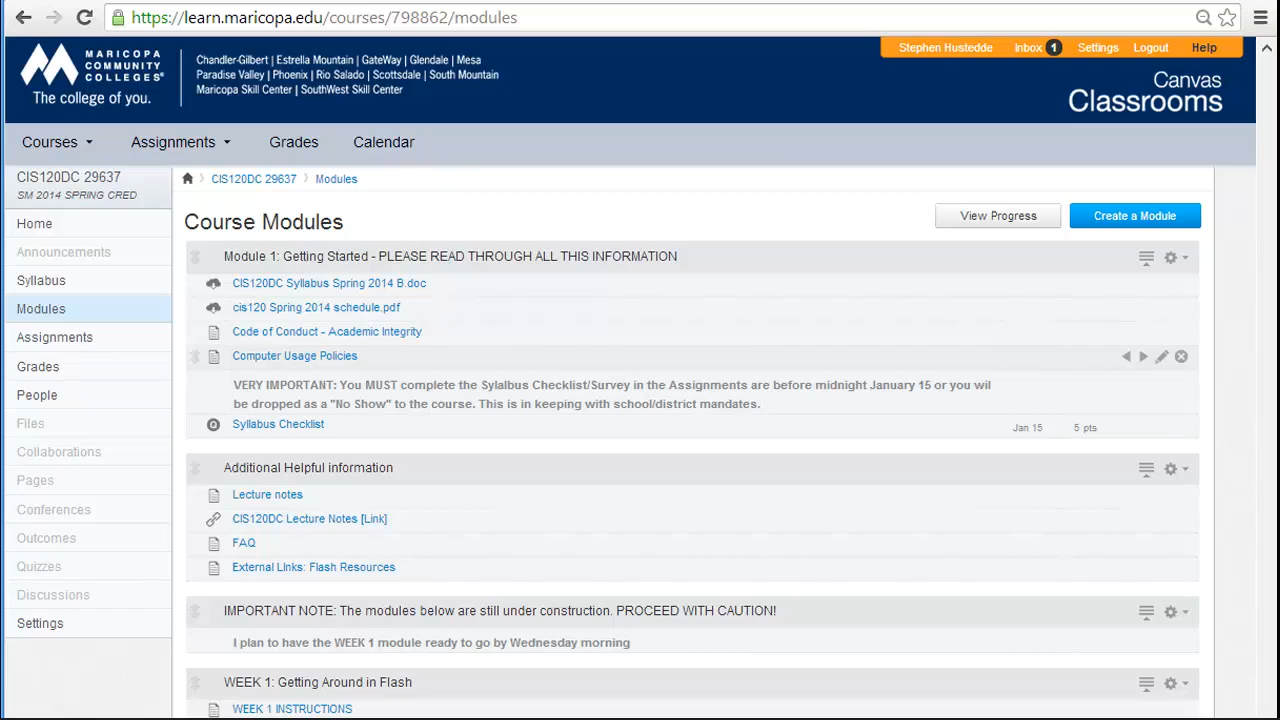 https://learn.maricopa.edu/courses/798862/modules
MARICOPA
COMMUNITY
COLLEGES®
The college of you.
Chandler-Gilbert | Estrella Mountain | GateWay | Glendale | Mesa
Paradise Valley | Phoenix | Rio Salado | Scottsdale | South Mountain
Maricopa Skill Center | SouthWest Skill Center
Stephen Hustedde Inbox 1 Settings Logout Help
Canvas
Classrooms
Courses Assignments Grades Calendar
CIS120DC 29637
SM 2014 SPRING CRED
Home
Announcements
Syllabus
Modules
Assignments
Grades
People
Files
Collaborations
Pages
Conferences
Outcomes
Quizzes
Discussions
Settings
CIS120DC 29637 Modules
Course Modules
View Progress
Create a Module
Module 1: Getting Started - PLEASE READ THROUGH ALL THIS INFORMATION
CIS120DC Syllabus Spring 2014 B.doc
cis120 Spring 2014 schedule.pdf
Code of Conduct - Academic Integrity
Computer Usage Policies
VERY IMPORTANT: You MUST complete the Sylalbus Checklist/Survey in the Assignments are before midnight January 15 or you wil
be dropped as a "No Show" to the course. This is in keeping with school/district mandates.
Syllabus Checklist Jan 15 5 pts
Additional Helpful information
Lecture notes
CIS120DC Lecture Notes [Link]
FAQ
External LInks: Flash Resources
IMPORTANT NOTE: The modules below are still under construction. PROCEED WITH CAUTION!
I plan to have the WEEK 1 module ready to go by Wednesday morning
WEEK 1: Getting Around in Flash
WEEK 1 INSTRUCTIONS